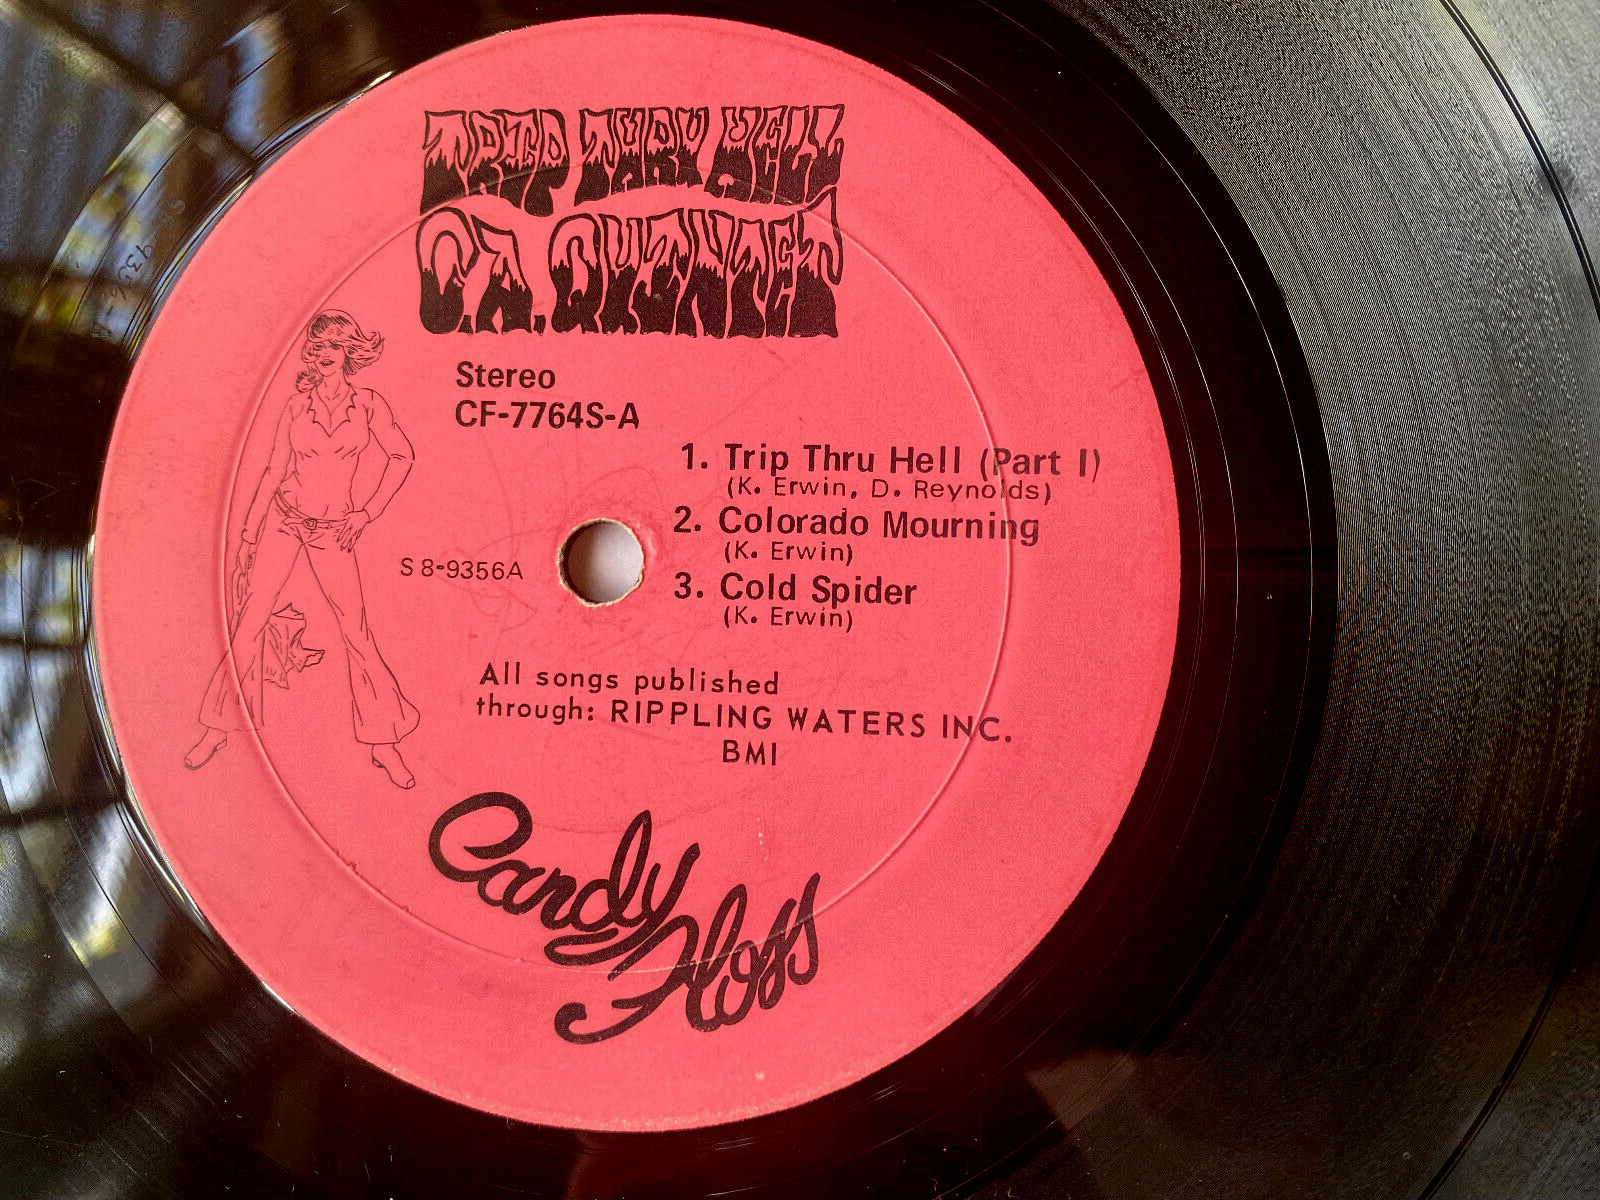 TRIP THRU HELL
C.A. QUINTET
Stereo
CF-7764S-A
1. Trip Thru Hell (Part I)
(K. Erwin, D. Reynolds)
2. Colorado Mourning
(K. Erwin)
S8-9356A
3. Cold Spider
(K. Erwin)
All songs published
through: RIPPLING WATERS INC.
BMI
Candy
Floss